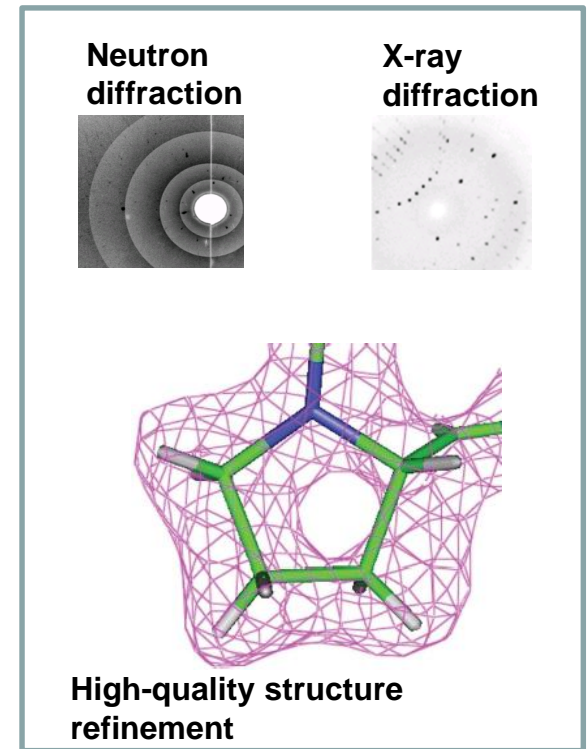 Neutron
diffraction
X-ray
diffraction
High-quality structure
refinement